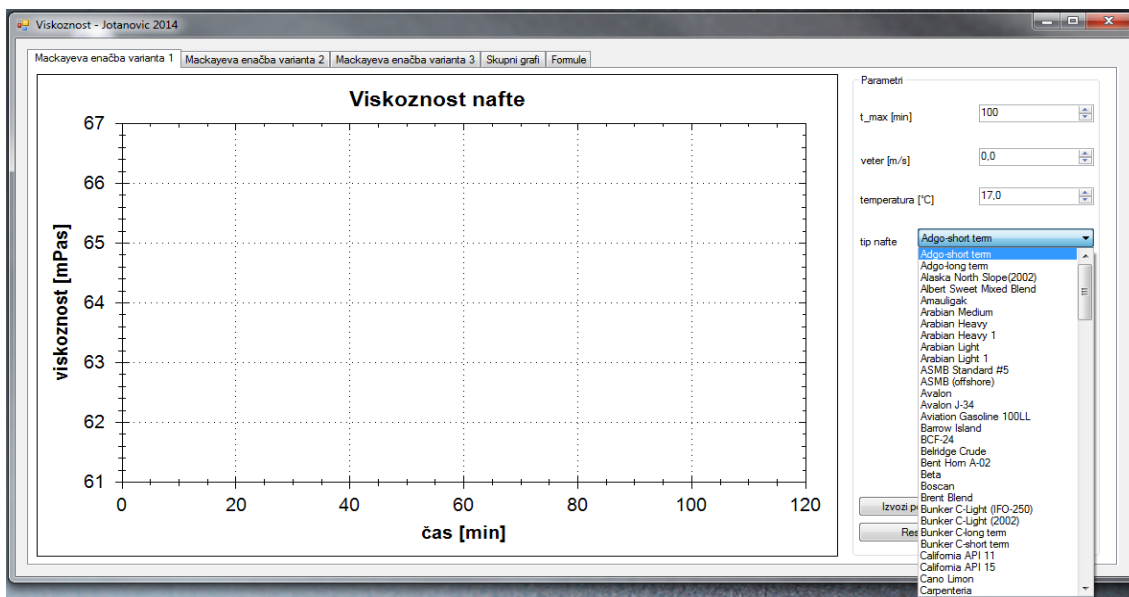 Viskoznost - Jotanovic 2014
Mackayeva enačba varianta 1 Mackayeva enačba varianta 2 Mackayeva enačba varianta 3 Skupni grafi Formule
Viskoznost nafte
viskoznost [mPas]
67
66
65
64
63
62
61
0 20 40 60 80 100 120
čas [min]
Parametri
t_max [min] 100
veter [m/s] 0,0
temperatura [°C] 17,0
tip nafte Adgo-short term
Adgo-short term
Adgo-long term
Alaska North Slope(2002)
Albert Sweet Mixed Blend
Amauligak
Arabian Medium
Arabian Heavy
Arabian Heavy 1
Arabian Light
Arabian Light 1
ASMB Standard #5
ASMB (offshore)
Avalon
Avalon J-34
Aviation Gasoline 100LL
Barrow Island
BCF-24
Belridge Crude
Bent Horn A-02
Beta
Boscan
Brent Blend
Bunker C-Light (IFO-250)
Bunker C-Light (2002)
Bunker C-long term
Bunker C-short term
California API 11
California API 15
Cano Limon
Carpenteria
Izvozi